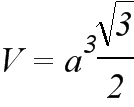 V = a³ √3/2